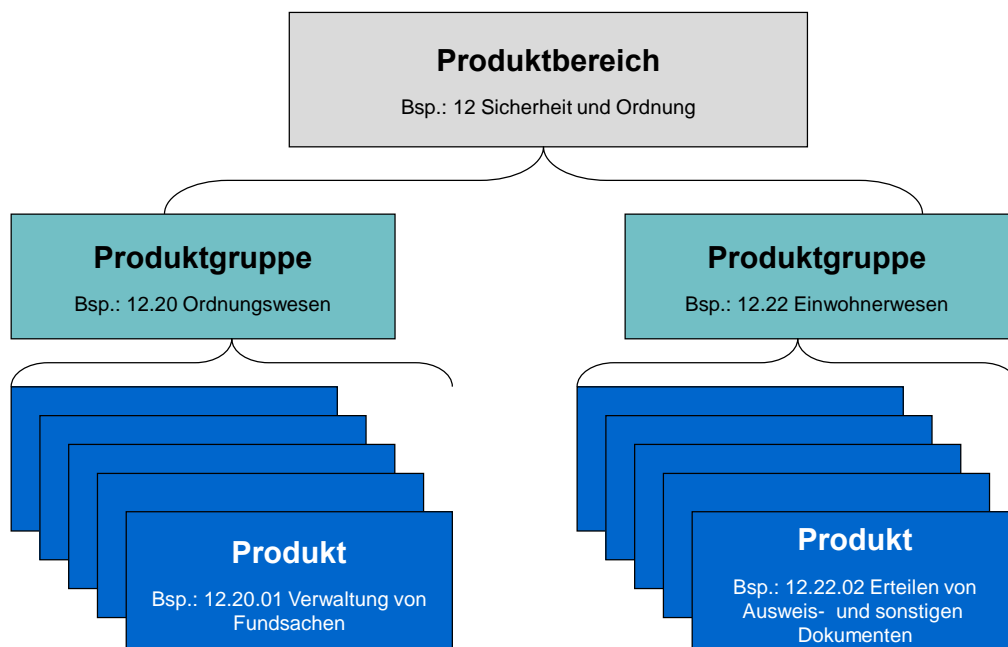 Produktbereich
Bsp.: 12 Sicherheit und Ordnung
Produktgruppe
Bsp.: 12.20 Ordnungswesen
Produktgruppe
Bsp.: 12.22 Einwohnerwesen
Produkt
Bsp.: 12.20.01 Verwaltung von
Fundsachen
Produkt
Bsp.: 12.22.02 Erteilen von
Ausweis- und sonstigen
Dokumenten